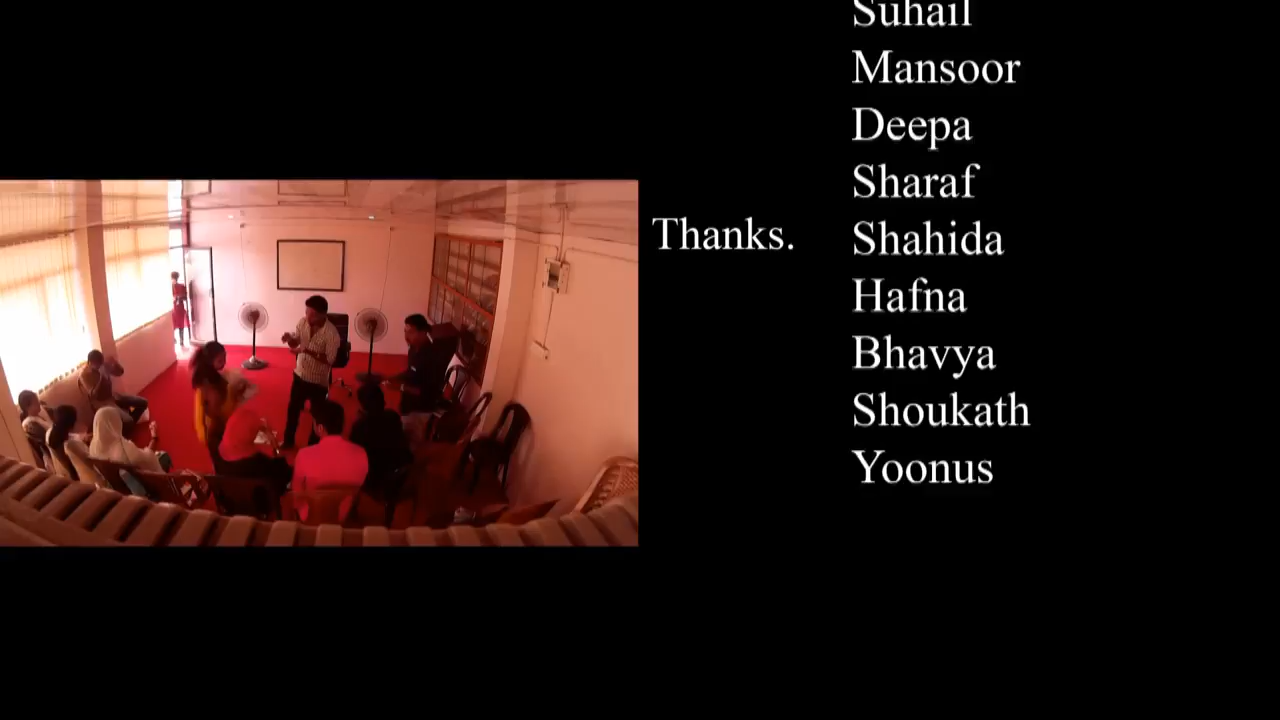 Thanks.
Suhail
Mansoor
Deepa
Sharaf
Shahida
Hafna
Bhavya
Shoukath
Yoonus